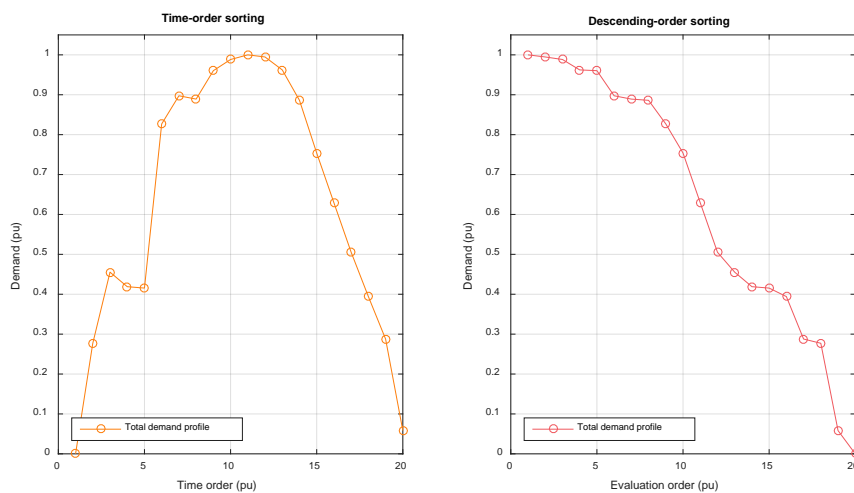 Time-order sorting
1
0.9
0.8
0.7
0.6
0.5
0.4
0.3
0.2
0.1
0
Demand (pu)
Total demand profile
0 5 10 15 20
Time order (pu)
Descending-order sorting
1
0.9
0.8
0.7
0.6
0.5
0.4
0.3
0.2
0.1
0
Demand (pu)
Total demand profile
0 5 10 15 20
Evaluation order (pu)